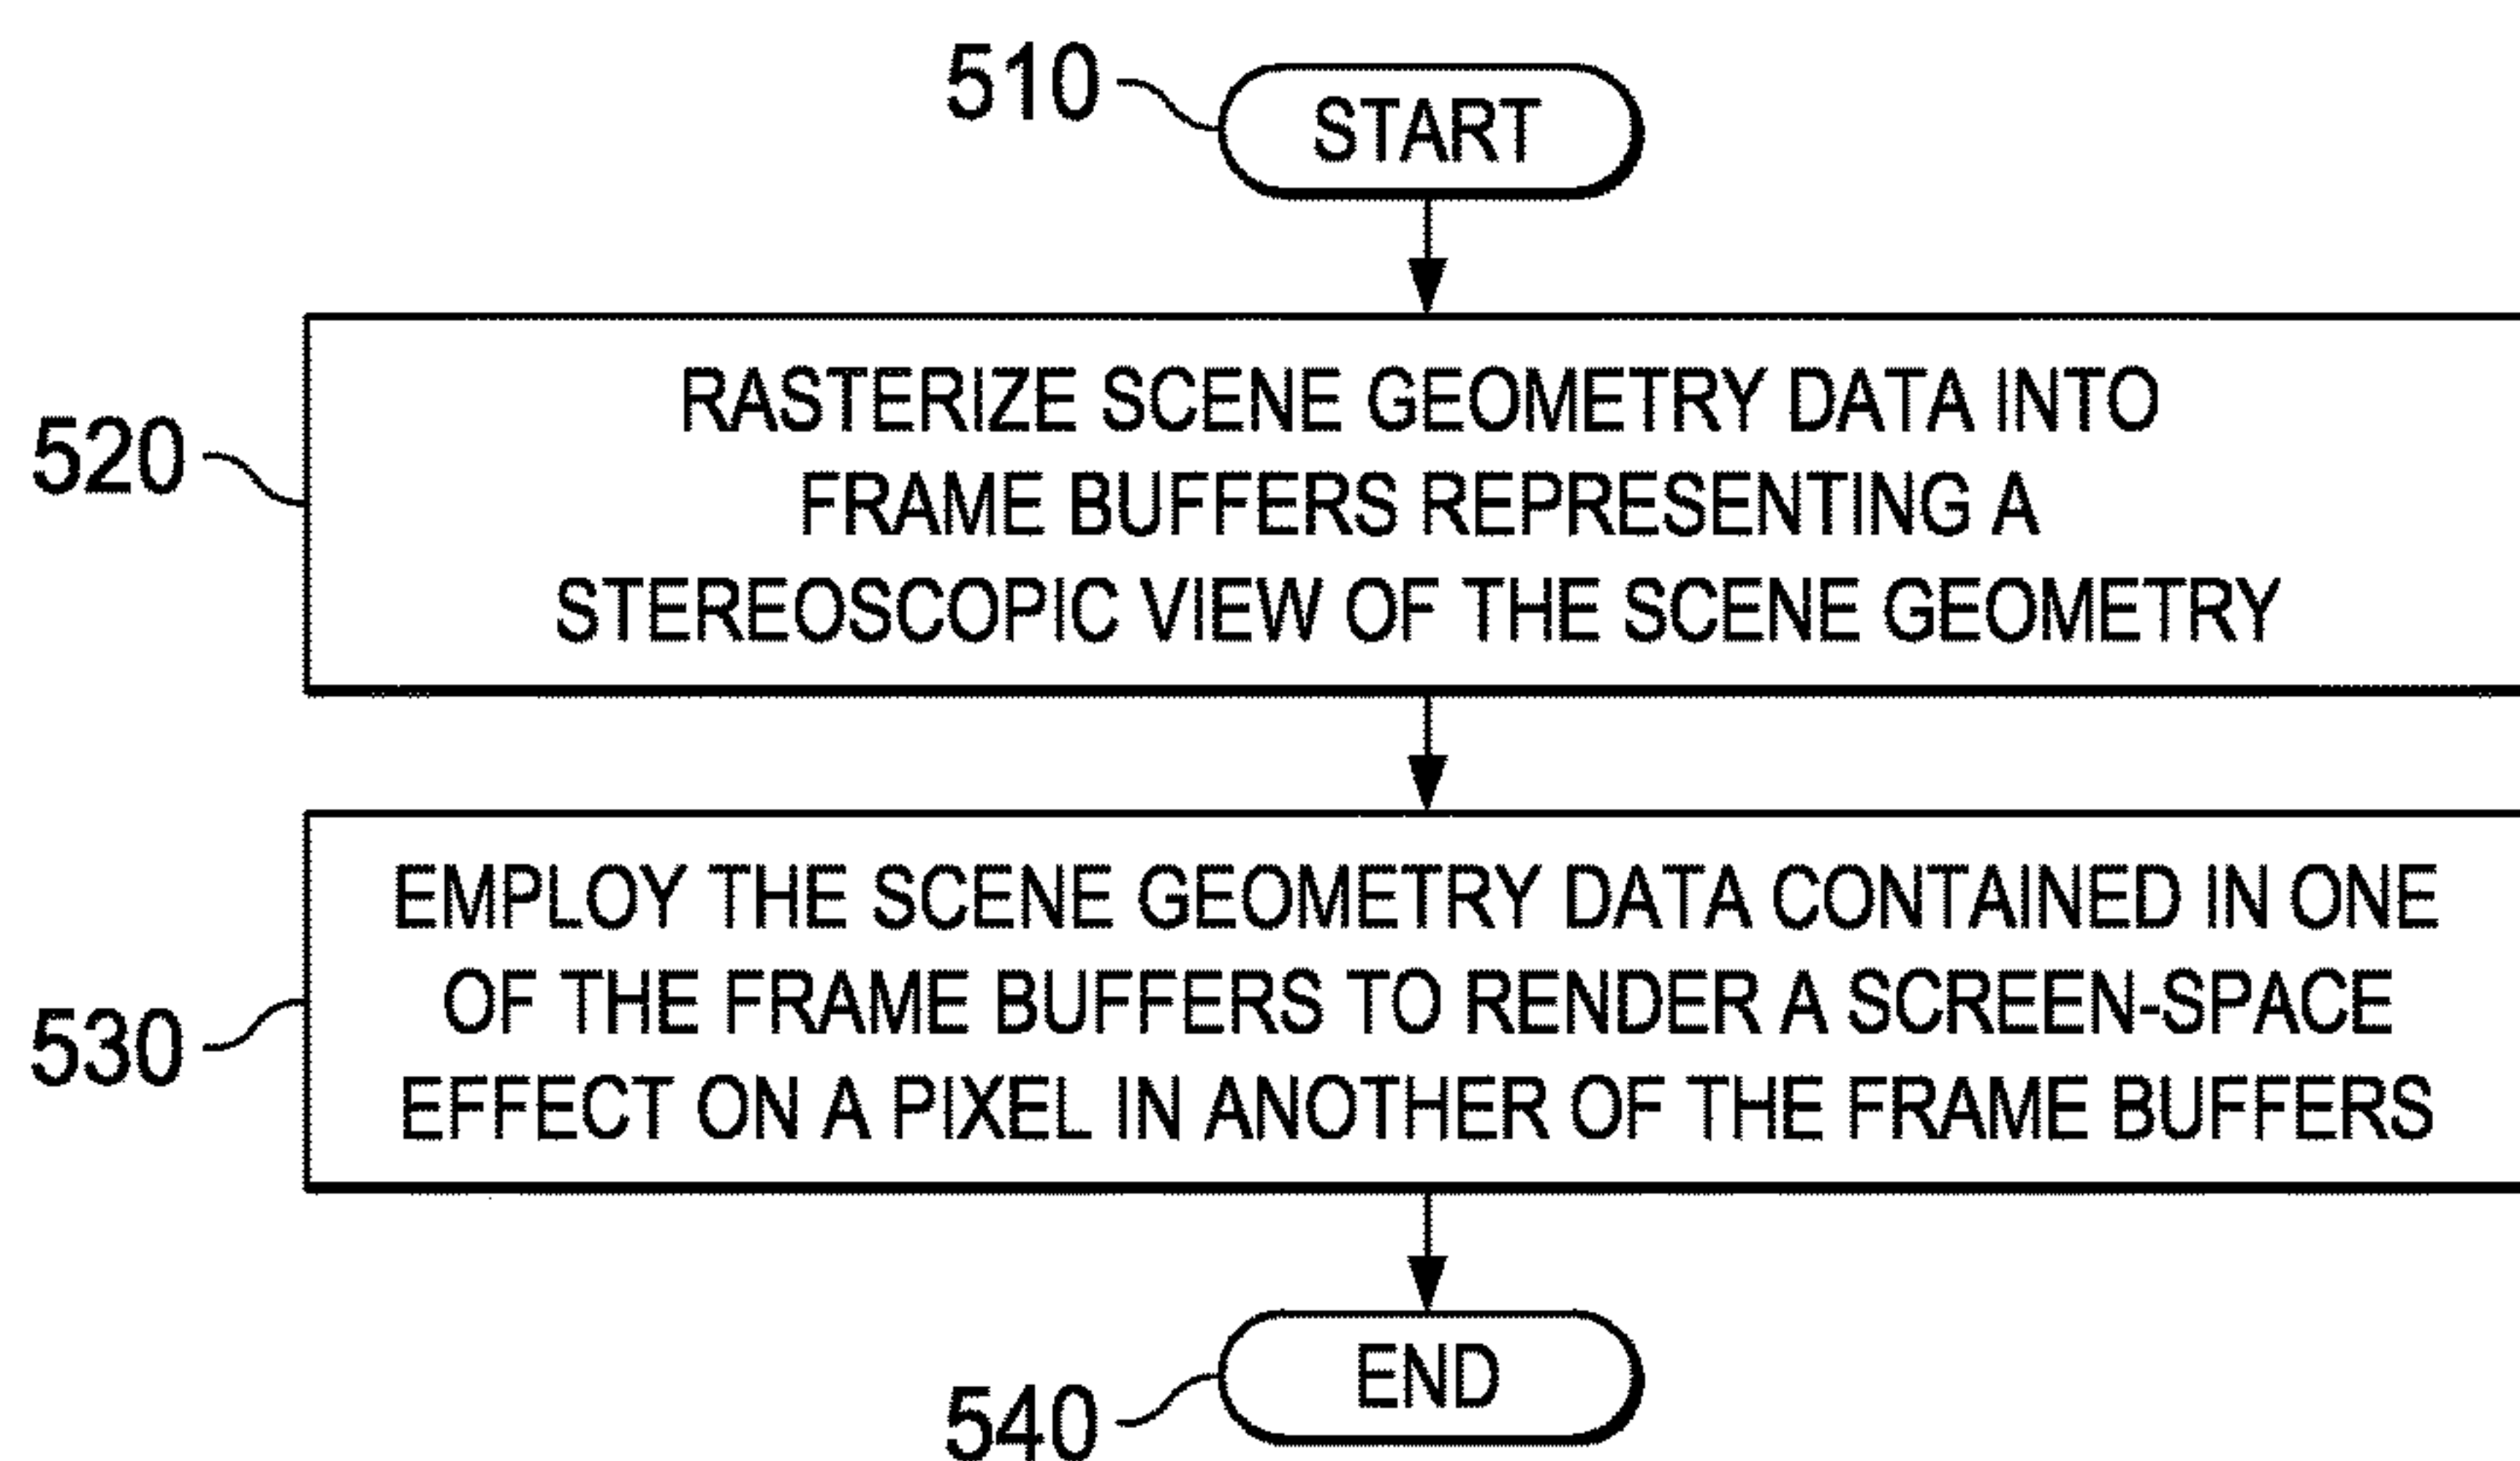 510
START
520
RASTERIZE SCENE GEOMETRY DATA INTO
FRAME BUFFERS REPRESENTING A
STEREOSCOPIC VIEW OF THE SCENE GEOMETRY
530
EMPLOY THE SCENE GEOMETRY DATA CONTAINED IN ONE
OF THE FRAME BUFFERS TO RENDER A SCREEN-SPACE
EFFECT ON A PIXEL IN ANOTHER OF THE FRAME BUFFERS
540
END